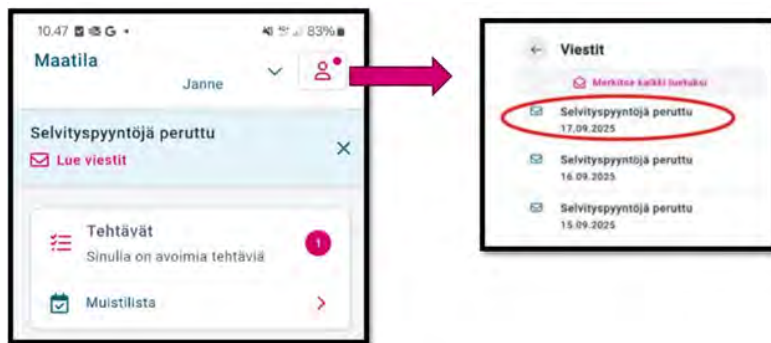 10.47 G • 83%
Maatila
Janne
Selvityspyyntöjä peruttu
Lue viestit
Tehtävät
Sinulla on avoimia tehtäviä
1
Muistilista
Viestit
Merkitse kaikki luetuksi
Selvityspyyntöjä peruttu
17.09.2025
Selvityspyyntöjä peruttu
16.09.2025
Selvityspyyntöjä peruttu
15.09.2025